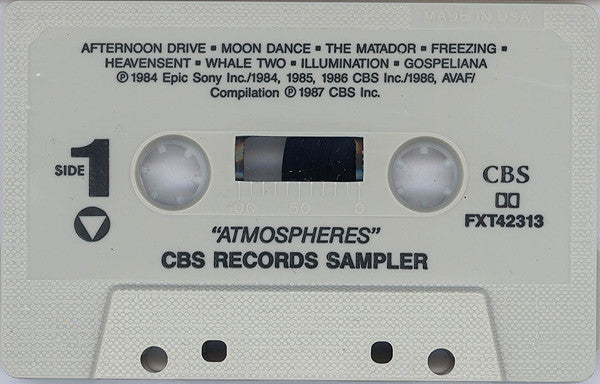 MADE IN USA
AFTERNOON DRIVE ▪ MOON DANCE ▪ THE MATADOR ▪ FREEZING ▪
HEAVENSENT ▪ WHALE TWO ▪ ILLUMINATION ▪ GOSPELIANA
℗ 1984 Epic Sony Inc./1984, 1985, 1986 CBS Inc./1986, AVAF/
Compilation ℗ 1987 CBS Inc.
SIDE 1
100 50 0
CBS
FXT42313
"ATMOSPHERES"
CBS RECORDS SAMPLER